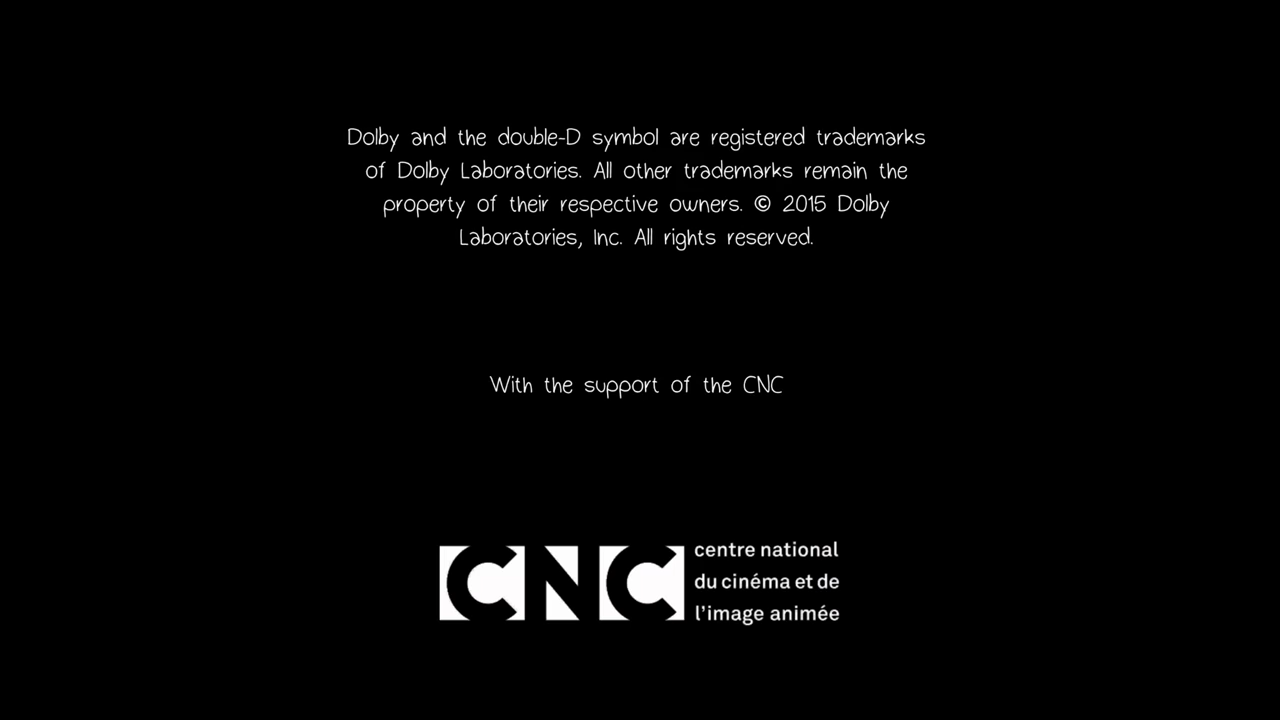 Dolby and the double-D symbol are registered trademarks
of Dolby Laboratories. All other trademarks remain the
property of their respective owners. © 2015 Dolby
Laboratories, Inc. All rights reserved.
With the support of the CNC
CNC
centre national
du cinéma et de
l'image animée